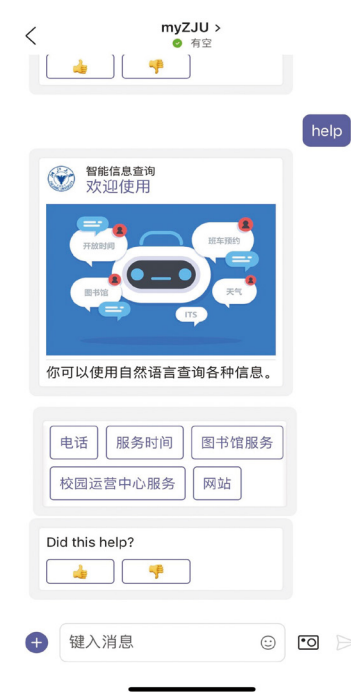 myZJU >
有空
help
智能信息查询
欢迎使用
开放时间
班车预约
图书馆
天气
ITS
你可以使用自然语言查询各种信息。
电话 服务时间 图书馆服务
校园运营中心服务 网站
Did this help?
键入消息